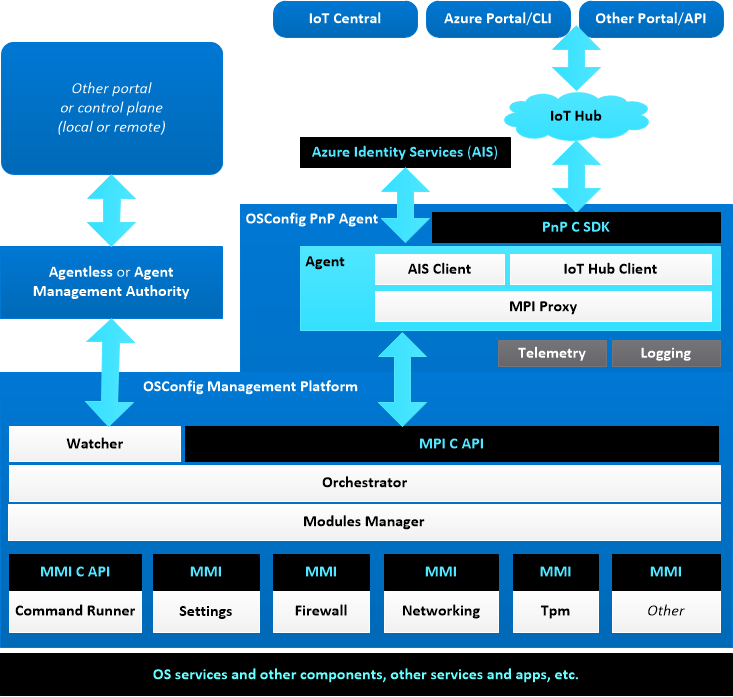 IoT Central
Azure Portal/CLI
Other Portal/API
Other portal
or control plane
(local or remote)
IoT Hub
Azure Identity Services (AIS)
OSConfig PnP Agent
PnP C SDK
Agent
AIS Client
IoT Hub Client
MPI Proxy
Agentless or Agent
Management Authority
Telemetry
Logging
OSConfig Management Platform
Watcher
MPI C API
Orchestrator
Modules Manager
MMI C API
MMI
MMI
MMI
MMI
MMI
Command Runner
Settings
Firewall
Networking
Tpm
Other
OS services and other components, other services and apps, etc.